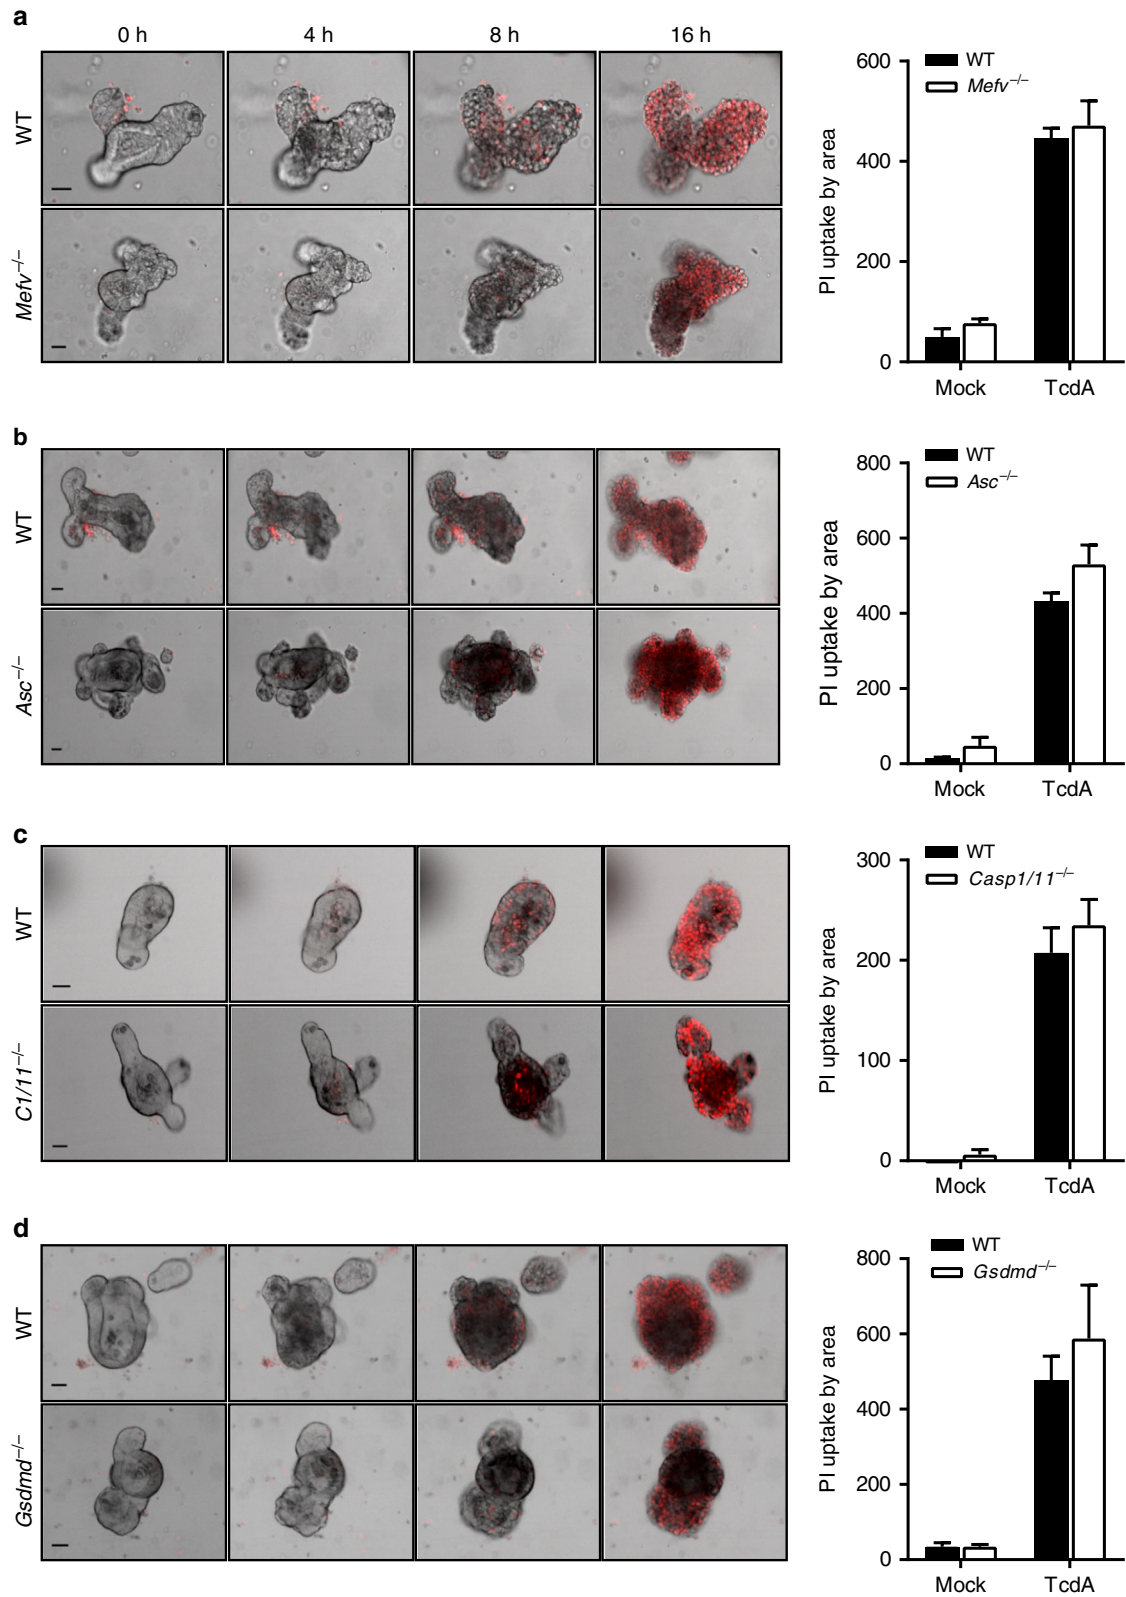 a
0 h 4 h 8 h 16 h
WT
Mefv−/−
WT
Mefv−/−
PI uptake by area
600
400
200
0
Mock TcdA
b
WT
Asc−/−
WT
Asc−/−
PI uptake by area
800
600
400
200
0
Mock TcdA
c
WT
C1/11−/−
WT
Casp1/11−/−
PI uptake by area
300
200
100
0
Mock TcdA
d
WT
Gsdmd−/−
WT
Gsdmd−/−
PI uptake by area
800
600
400
200
0
Mock TcdA